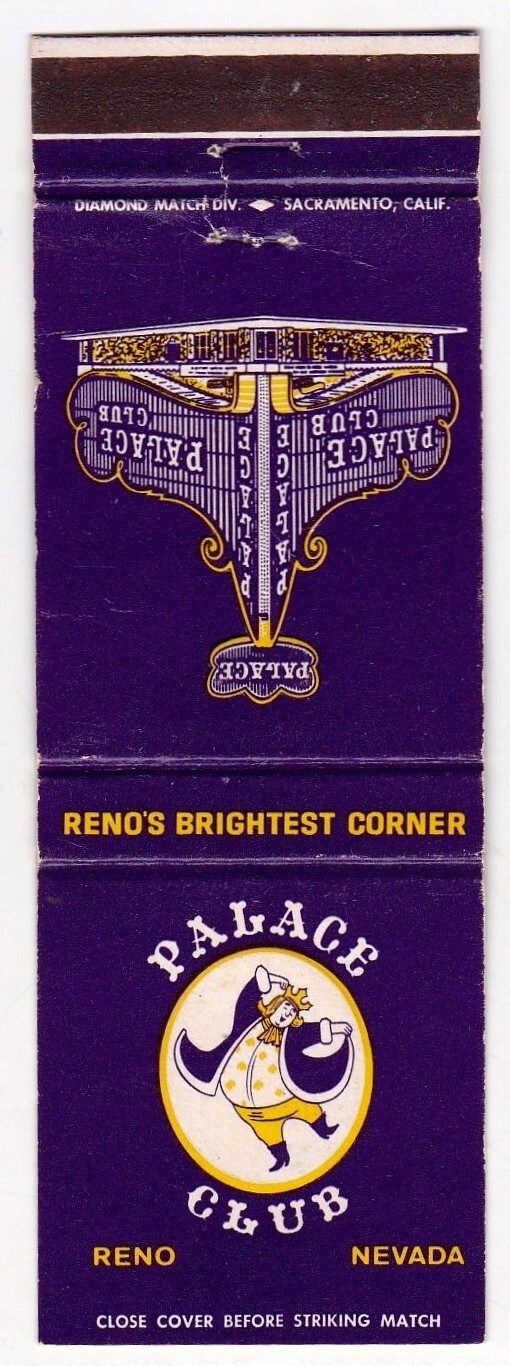 DIAMOND MATCH DIV. ◆ SACRAMENTO, CALIF.
PALACE
CLUB
PALACE
CLUB
PALACE
PALACE
PALACE
RENO'S BRIGHTEST CORNER
PALACE
CLUB
RENO NEVADA
CLOSE COVER BEFORE STRIKING MATCH